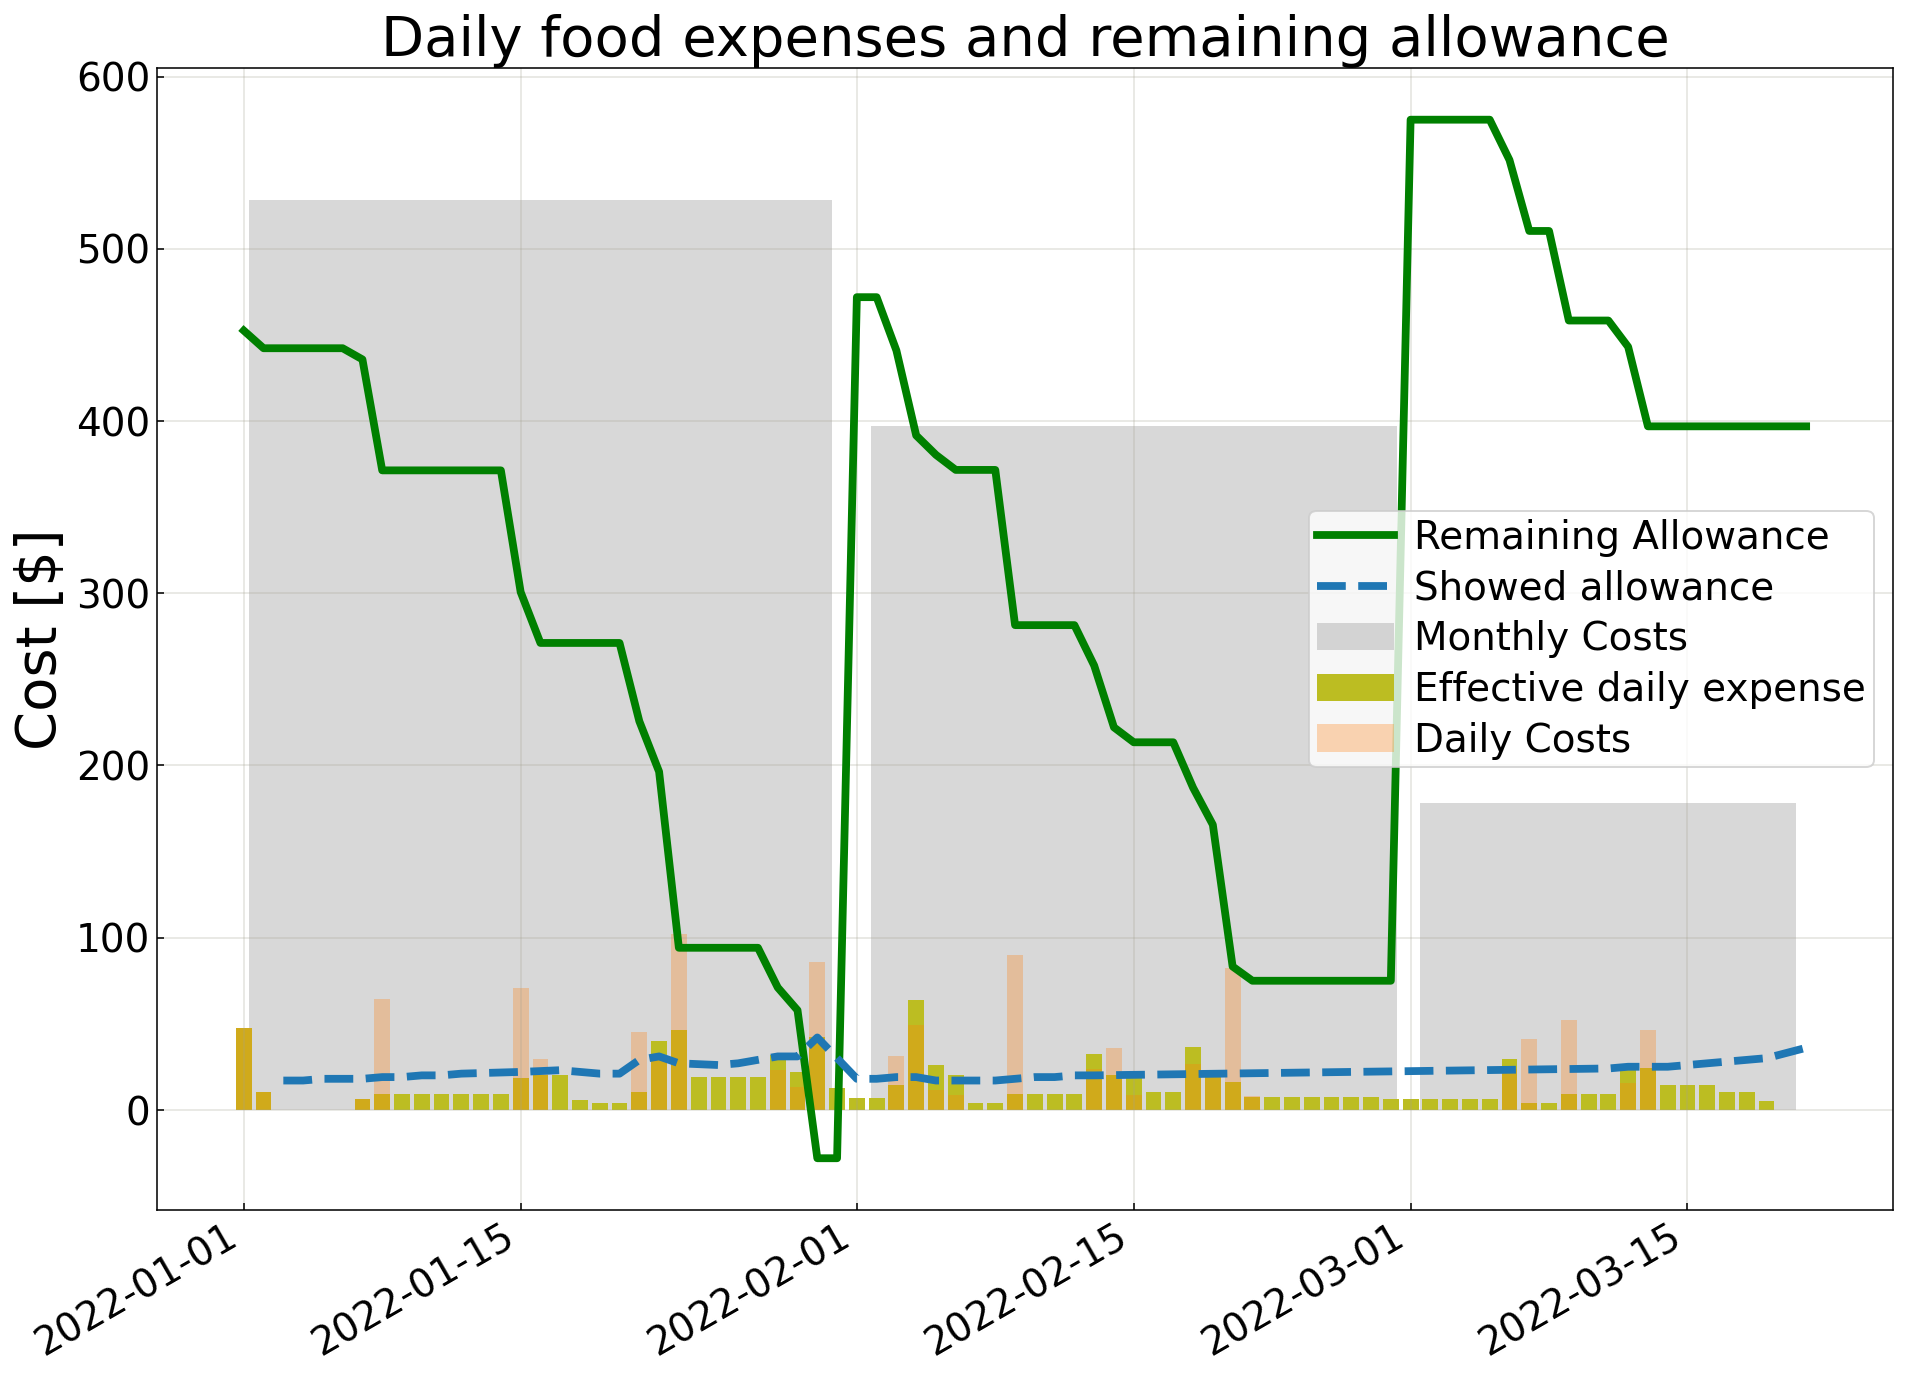 Daily food expenses and remaining allowance
Cost [$]
600
500
400
300
200
100
0
Remaining Allowance
Showed allowance
Monthly Costs
Effective daily expense
Daily Costs
2022-01-01
2022-01-15
2022-02-01
2022-02-15
2022-03-01
2022-03-15